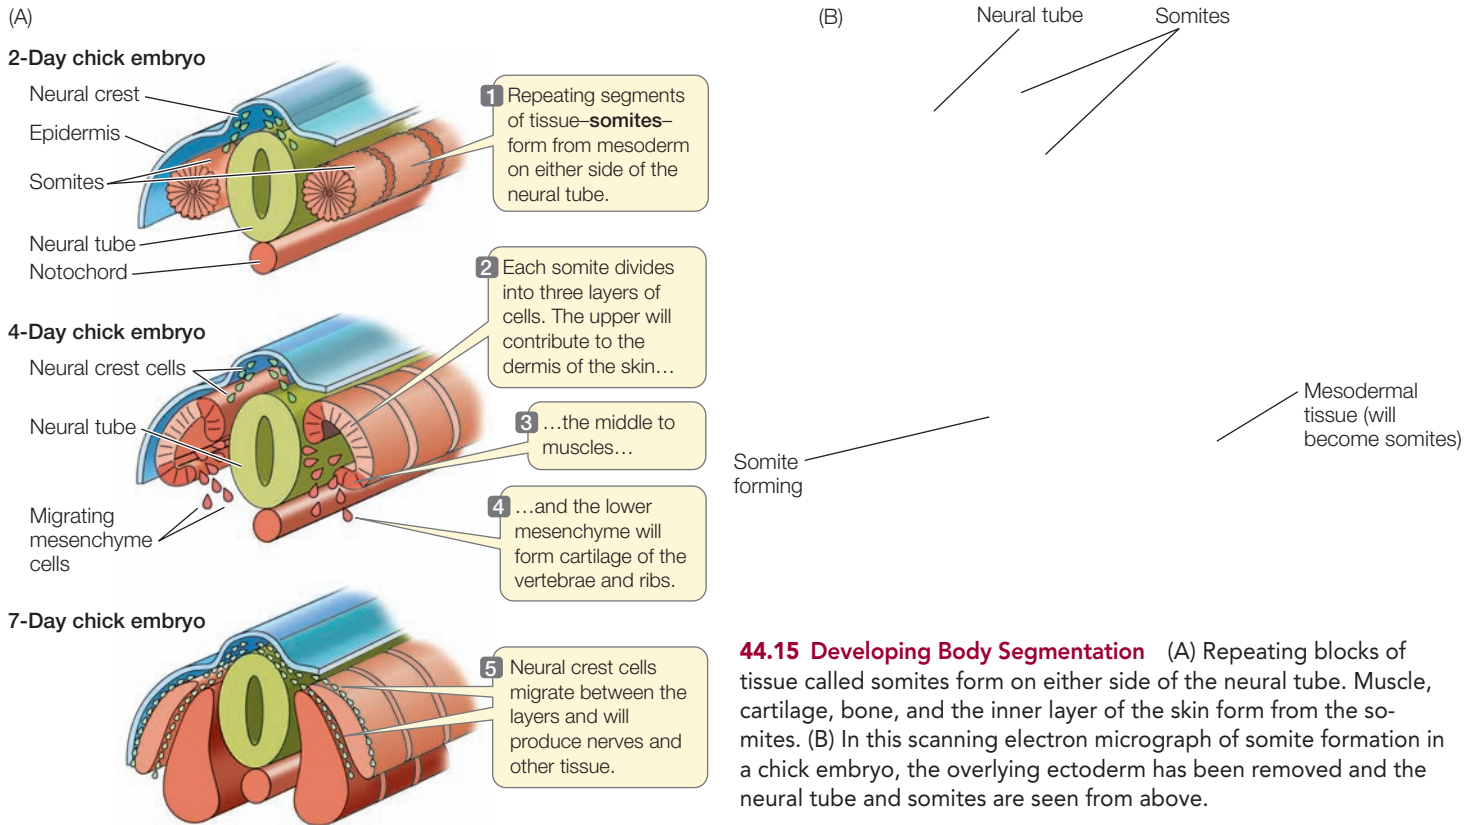 (A)
2-Day chick embryo
Neural crest
Epidermis
Somites
Neural tube
Notochord
1 Repeating segments
of tissue–somites–
form from mesoderm
on either side of the
neural tube.
4-Day chick embryo
Neural crest cells
Neural tube
Migrating
mesenchyme
cells
2 Each somite divides
into three layers of
cells. The upper will
contribute to the
dermis of the skin…
3 …the middle to
muscles…
4 …and the lower
mesenchyme will
form cartilage of the
vertebrae and ribs.
7-Day chick embryo
5 Neural crest cells
migrate between the
layers and will
produce nerves and
other tissue.
(B)
Neural tube
Somites
Somite
forming
Mesodermal
tissue (will
become somites)
44.15 Developing Body Segmentation (A) Repeating blocks of
tissue called somites form on either side of the neural tube. Muscle,
cartilage, bone, and the inner layer of the skin form from the so-
mites. (B) In this scanning electron micrograph of somite formation in
a chick embryo, the overlying ectoderm has been removed and the
neural tube and somites are seen from above.